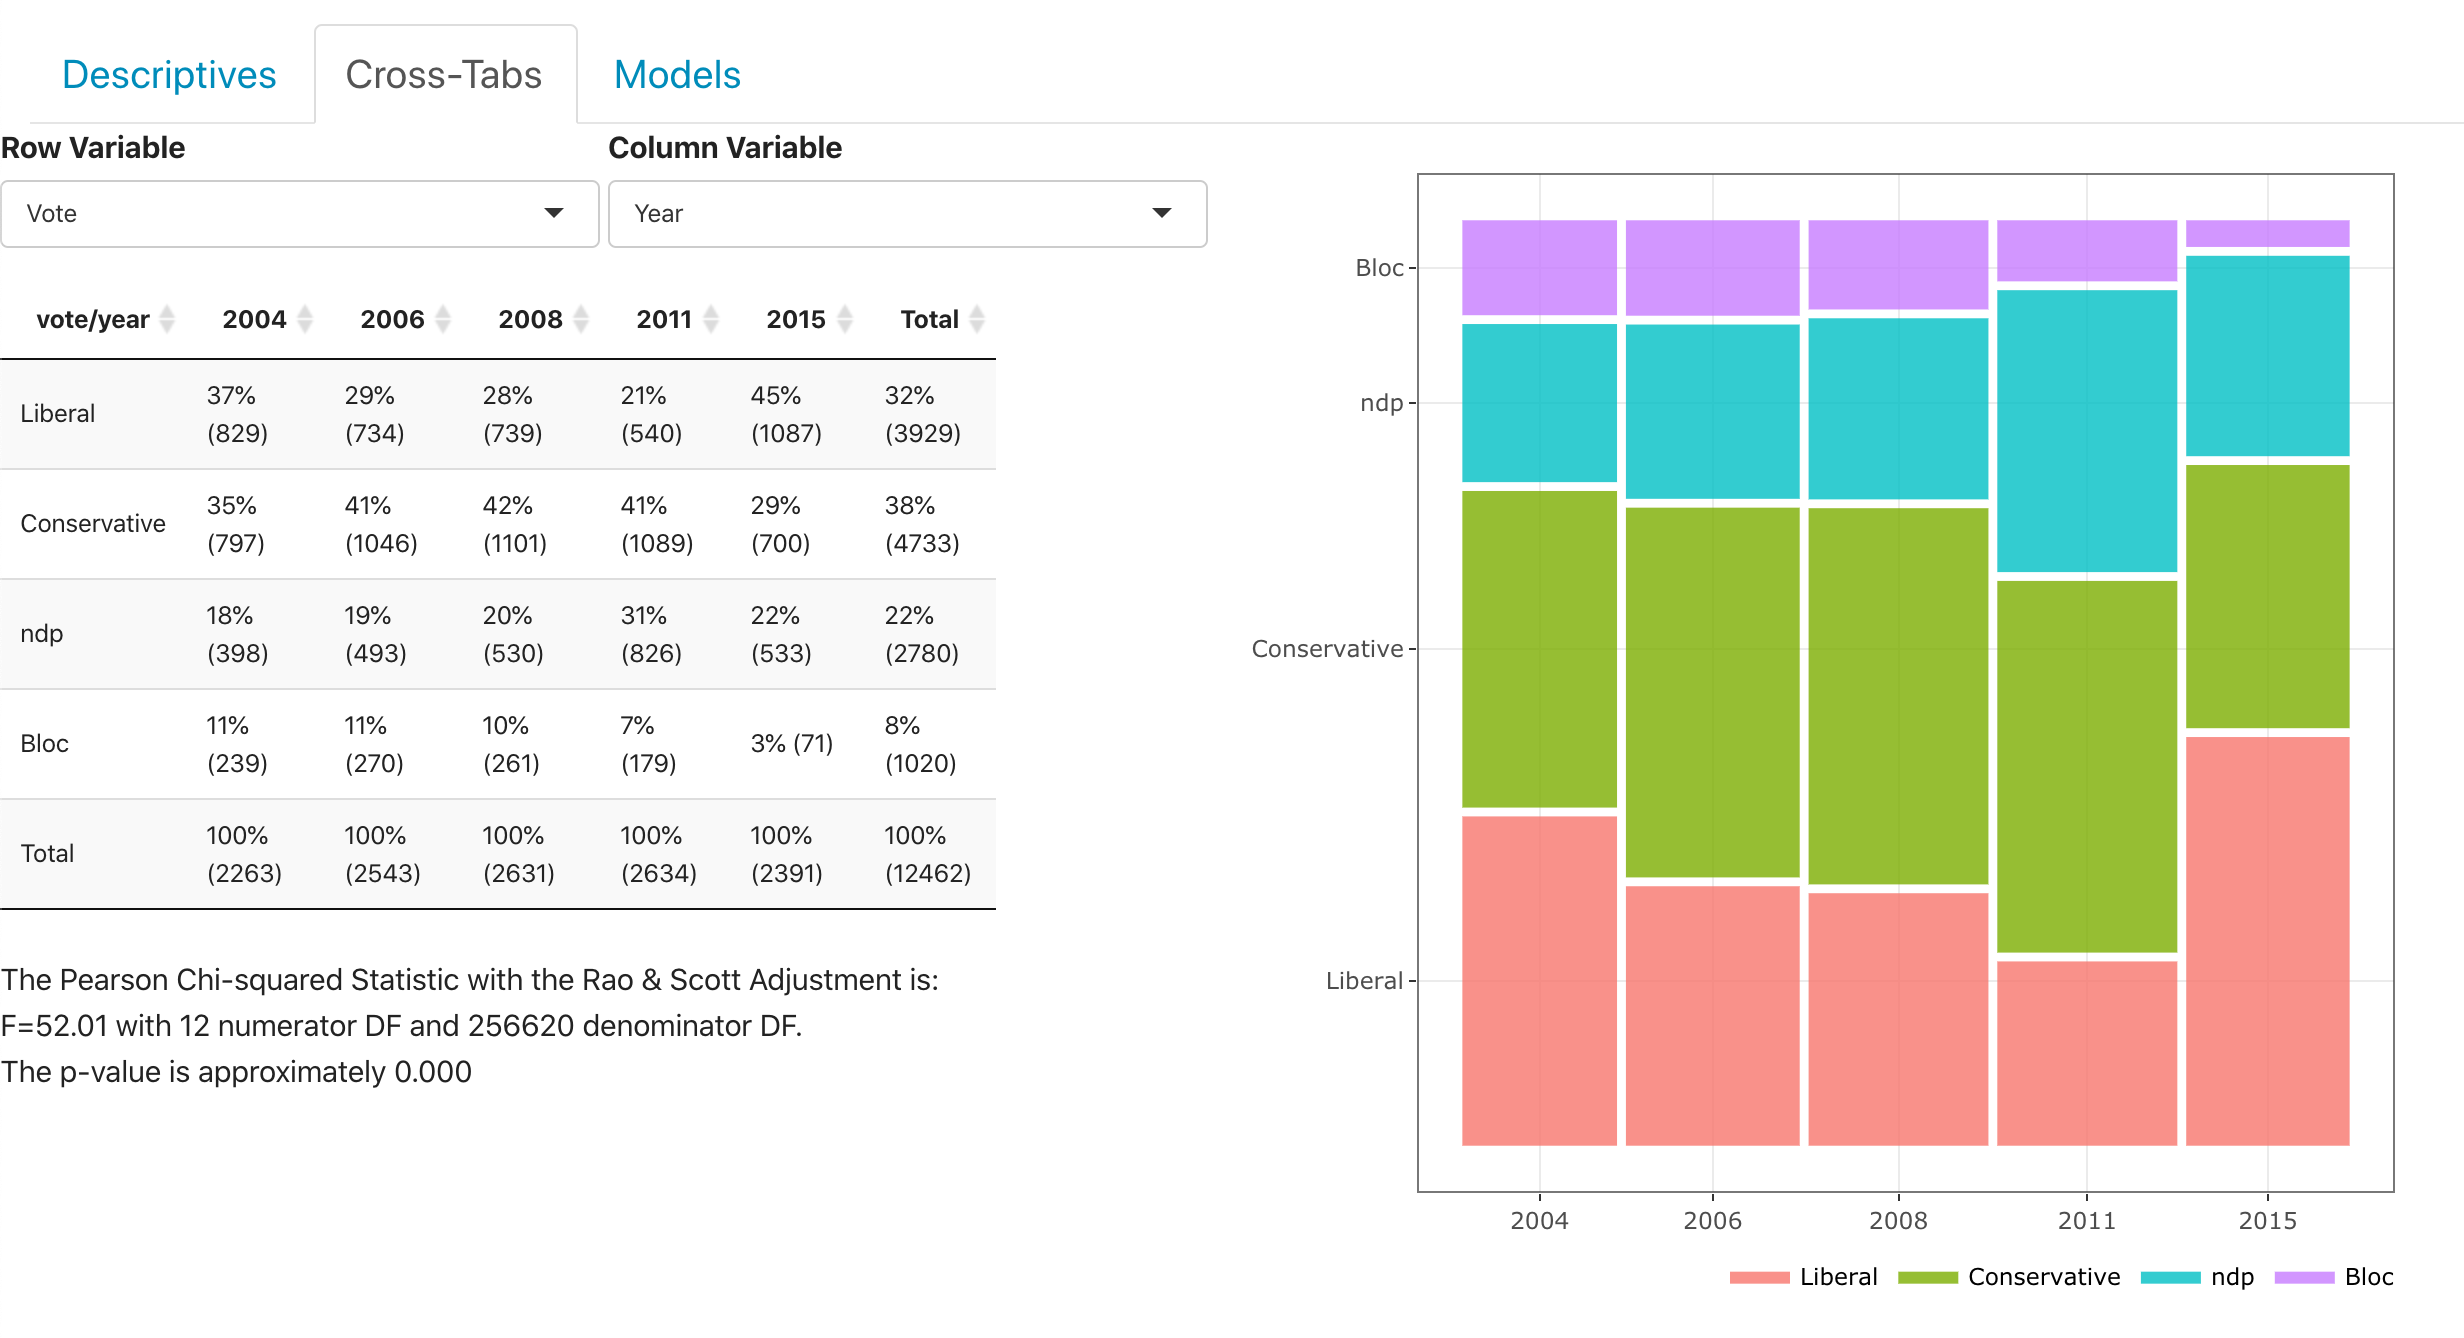 Descriptives Cross-Tabs Models
Row Variable Column Variable
Vote Year
vote/year 2004 2006 2008 2011 2015 Total
Liberal 37% (829) 29% (734) 28% (739) 21% (540) 45% (1087) 32% (3929)
Conservative 35% (797) 41% (1046) 42% (1101) 41% (1089) 29% (700) 38% (4733)
ndp 18% (398) 19% (493) 20% (530) 31% (826) 22% (533) 22% (2780)
Bloc 11% (239) 11% (270) 10% (261) 7% (179) 3% (71) 8% (1020)
Total 100% (2263) 100% (2543) 100% (2631) 100% (2634) 100% (2391) 100% (12462)
The Pearson Chi-squared Statistic with the Rao & Scott Adjustment is:
F=52.01 with 12 numerator DF and 256620 denominator DF.
The p-value is approximately 0.000
Bloc
ndp
Conservative
Liberal
2004 2006 2008 2011 2015
Liberal Conservative ndp Bloc